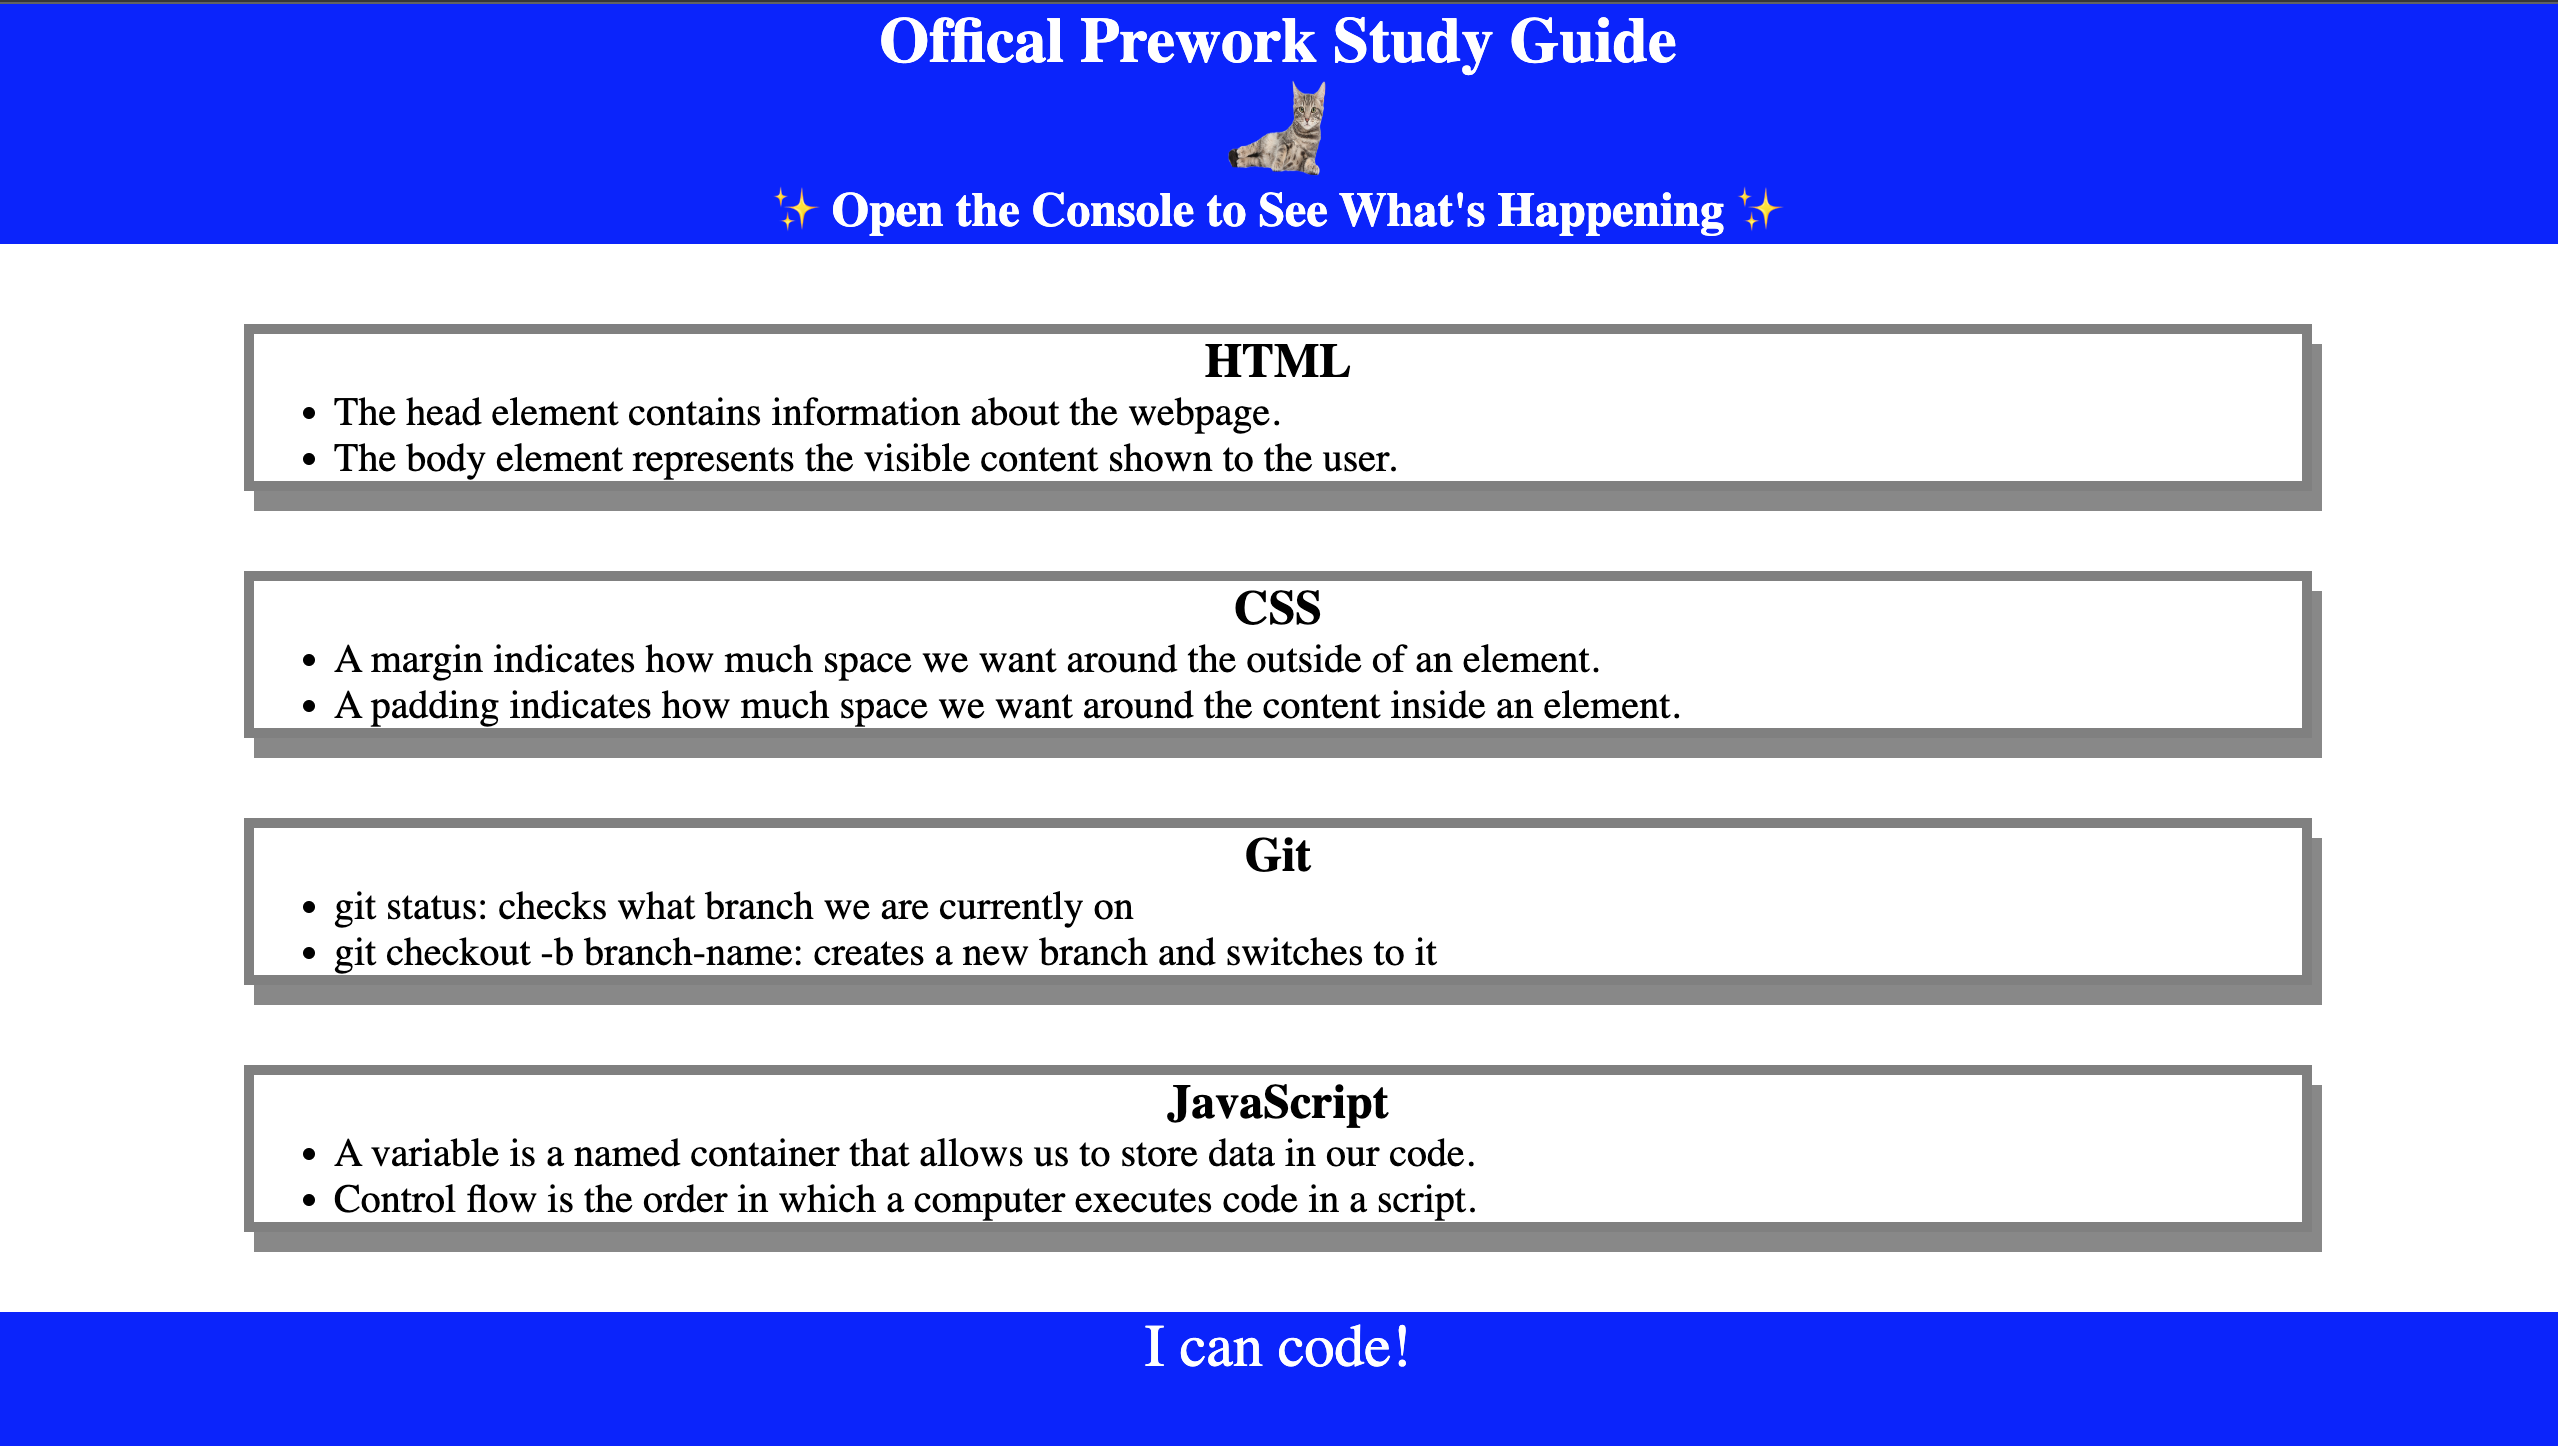 Offical Prework Study Guide
✨ Open the Console to See What's Happening ✨
HTML
• The head element contains information about the webpage.
• The body element represents the visible content shown to the user.
CSS
• A margin indicates how much space we want around the outside of an element.
• A padding indicates how much space we want around the content inside an element.
Git
• git status: checks what branch we are currently on
• git checkout -b branch-name: creates a new branch and switches to it
JavaScript
• A variable is a named container that allows us to store data in our code.
• Control flow is the order in which a computer executes code in a script.
I can code!